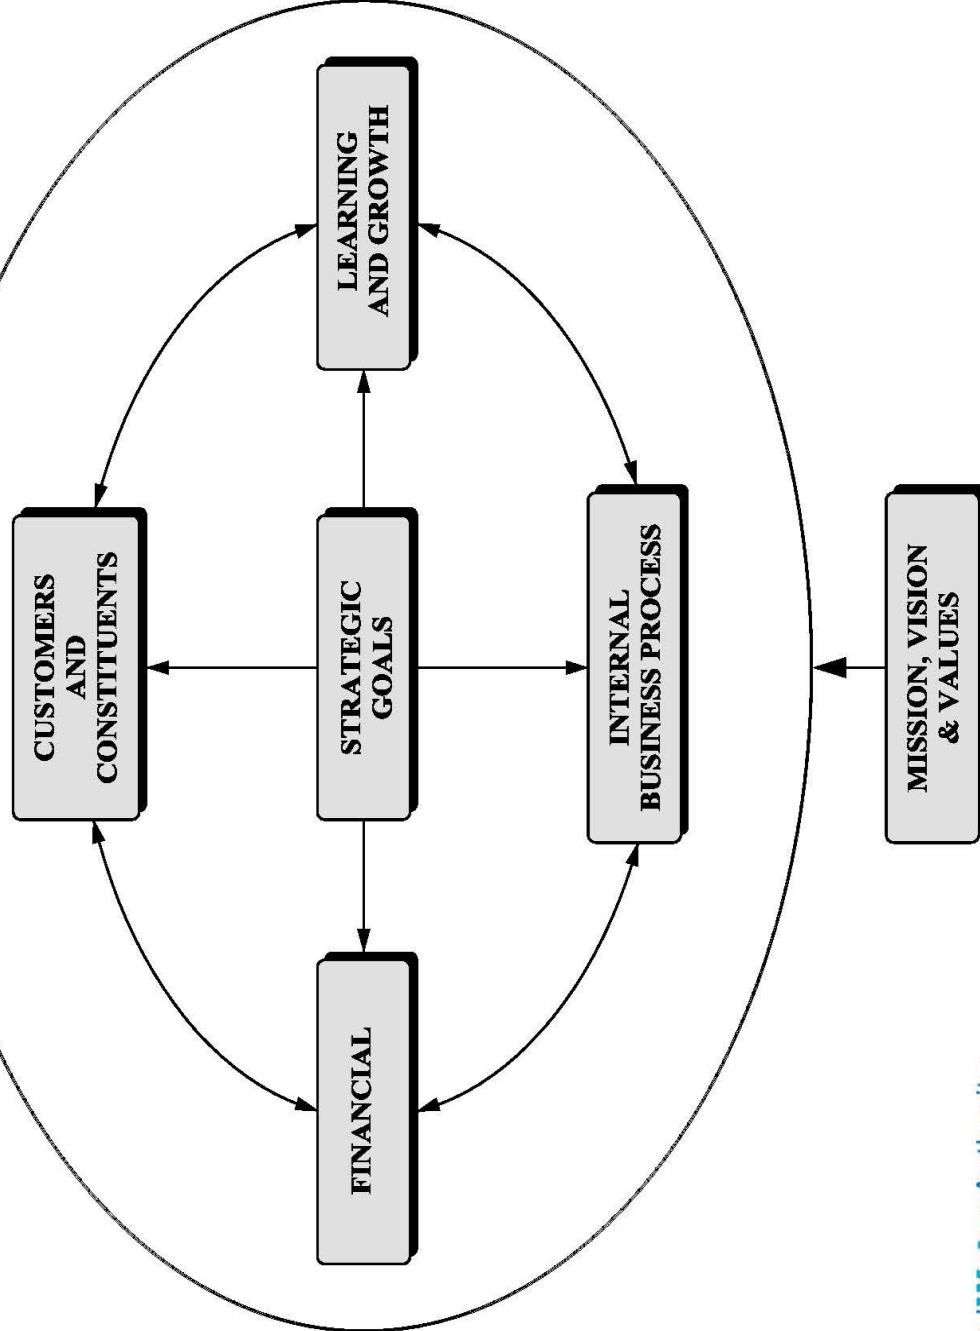 CUSTOMERS
AND
CONSTITUENTS
FINANCIAL
STRATEGIC
GOALS
LEARNING
AND GROWTH
INTERNAL
BUSINESS PROCESS
MISSION, VISION
& VALUES